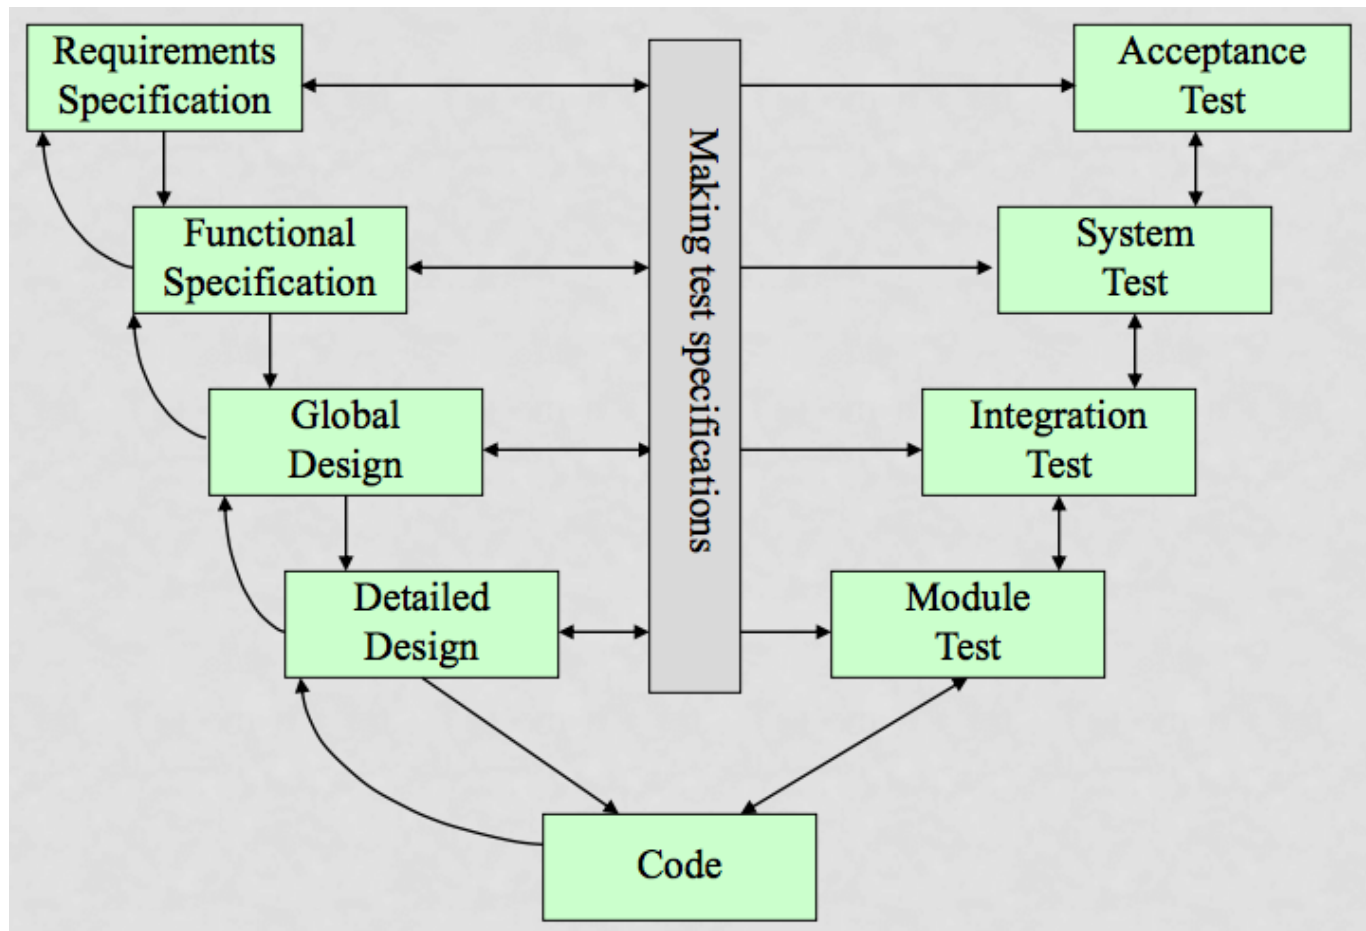 Requirements
Specification
Acceptance
Test
Making test specifications
Functional
Specification
System
Test
Global
Design
Integration
Test
Detailed
Design
Module
Test
Code